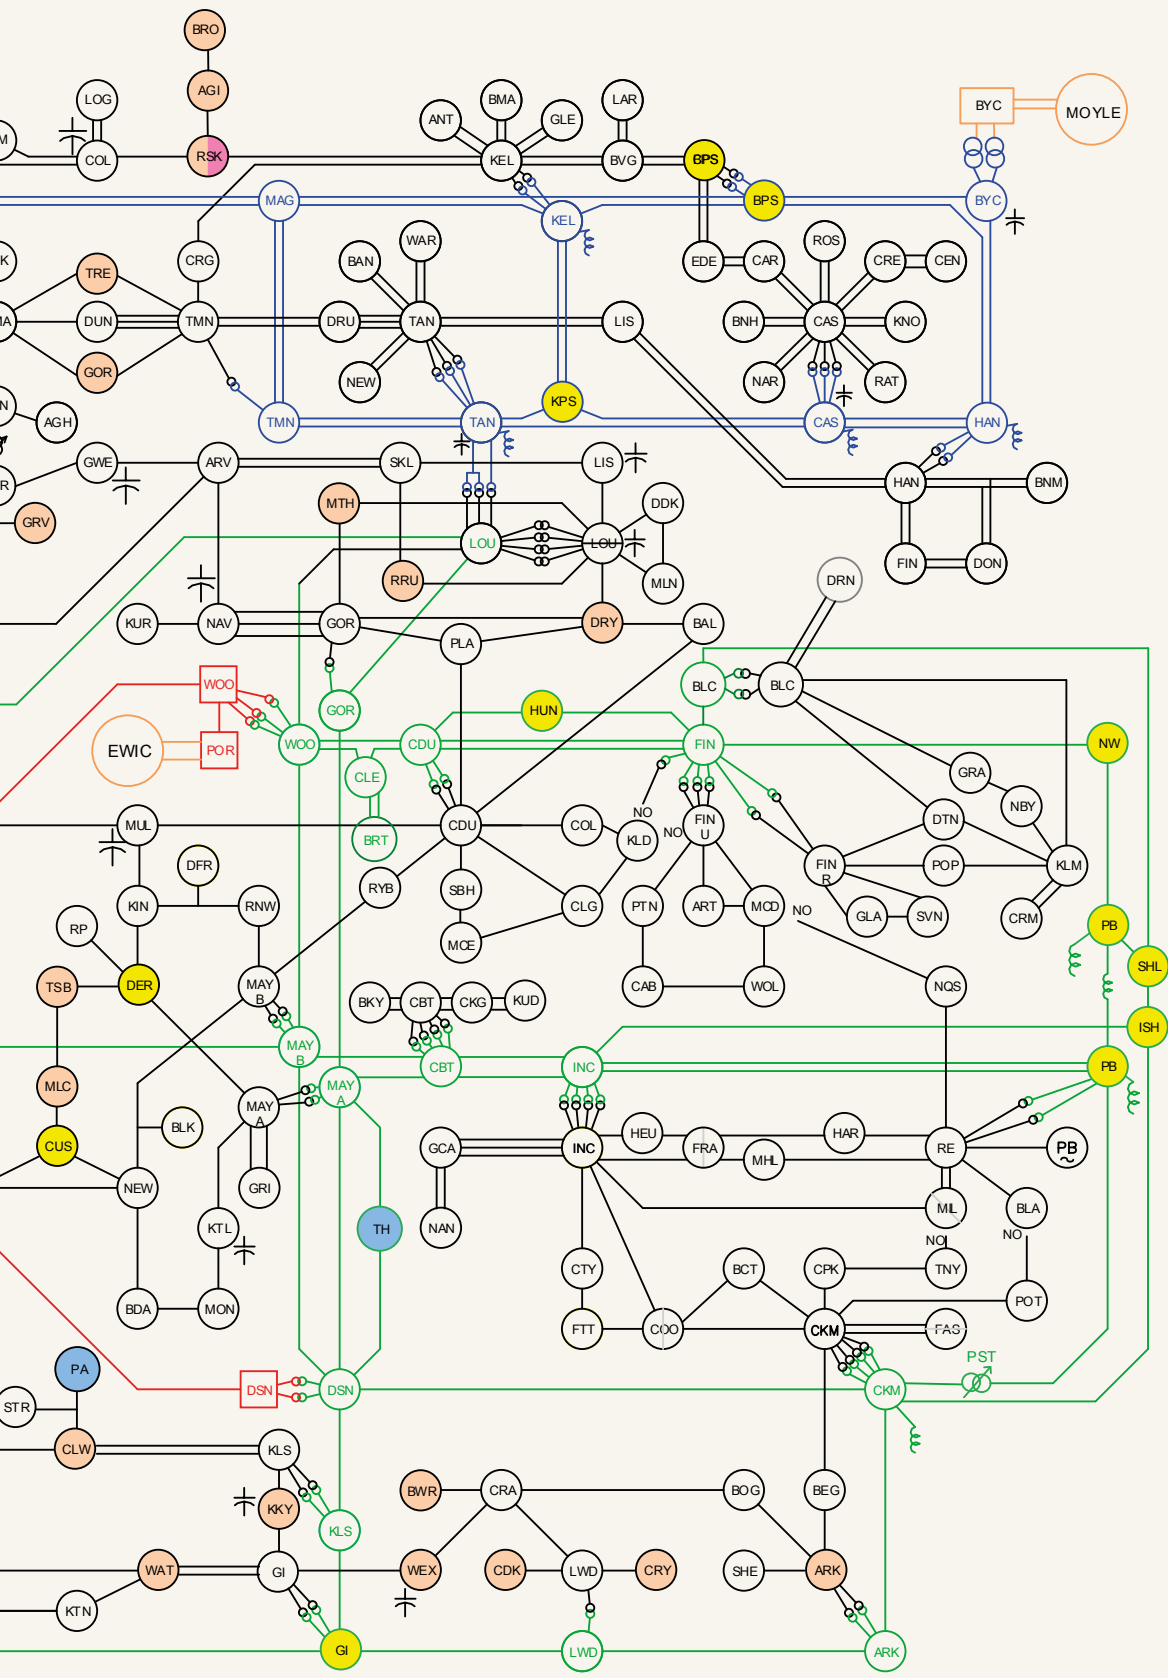 BRO
AGI
LOG
BMA
LAR
BYC
MOYLE
ANT
GLE
M
COL
RSK
KEL
BVG
BPS
MAG
KEL
BPS
BYC
WAR
ROS
K
TRE
CRG
BAN
EDE
CAR
CRE
CEN
MA
DUN
TMN
DRU
TAN
LIS
BNH
CAS
KNO
GOR
NEW
KPS
NAR
RAT
N
AGH
TMN
TAN
CAS
HAN
GWE
ARV
SKL
LIS
R
HAN
BNM
MTH
DDK
GRV
LOU
LOU
FIN
DON
RRU
MLN
DRN
KUR
NAV
GOR
DRY
BAL
PLA
WOO
BLC
BLC
GOR
HUN
EWIC
POR
WOO
CDU
FIN
NW
CLE
GRA
NO
NBY
MUL
CDU
COL
KLD
NO
FIN
U
DTN
BRT
DFR
FIN
R
POP
KLM
RYB
SBH
KIN
RNW
CLG
PTN
ART
MCD
NO
GLA
SVN
CRM
RP
MCE
PB
SHL
TSB
DER
MAY
B
CAB
WOL
NQS
BKY
CBT
CKG
KUD
ISH
MAY
B
CBT
INC
PB
MLC
MAY
A
MAY
A
BLK
CUS
GCA
INC
HEU
FRA
HAR
MHL
RE
PB
~
NEW
GRI
MIL
BLA
KTL
TH
NAN
NO
NO
CTY
BCT
CPK
TNY
BDA
MON
POT
FTT
COO
CKM
FAS
PA
PST
DSN
DSN
CKM
STR
CLW
KLS
BWR
CRA
BOG
BEG
KKY
KLS
WAT
GI
WEX
CDK
LWD
CRY
SHE
ARK
KTN
GI
LWD
ARK